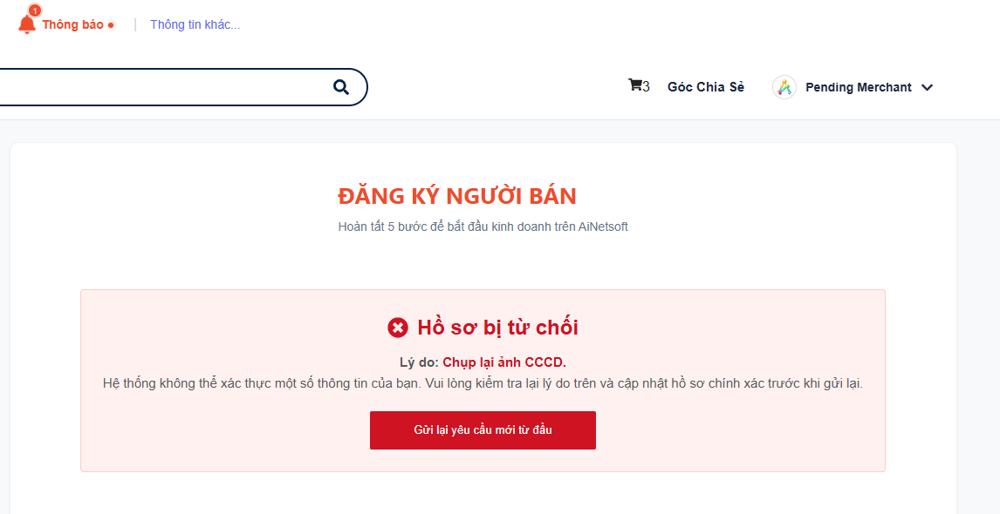 1
Thông báo
Thông tin khác...
3
Góc Chia Sẻ
Pending Merchant
ĐĂNG KÝ NGƯỜI BÁN
Hoàn tất 5 bước để bắt đầu kinh doanh trên AiNetsoft
Hồ sơ bị từ chối
Lý do: Chụp lại ảnh CCCD.
Hệ thống không thể xác thực một số thông tin của bạn. Vui lòng kiểm tra lại lý do trên và cập nhật hồ sơ chính xác trước khi gửi lại.
Gửi lại yêu cầu mới từ đầu